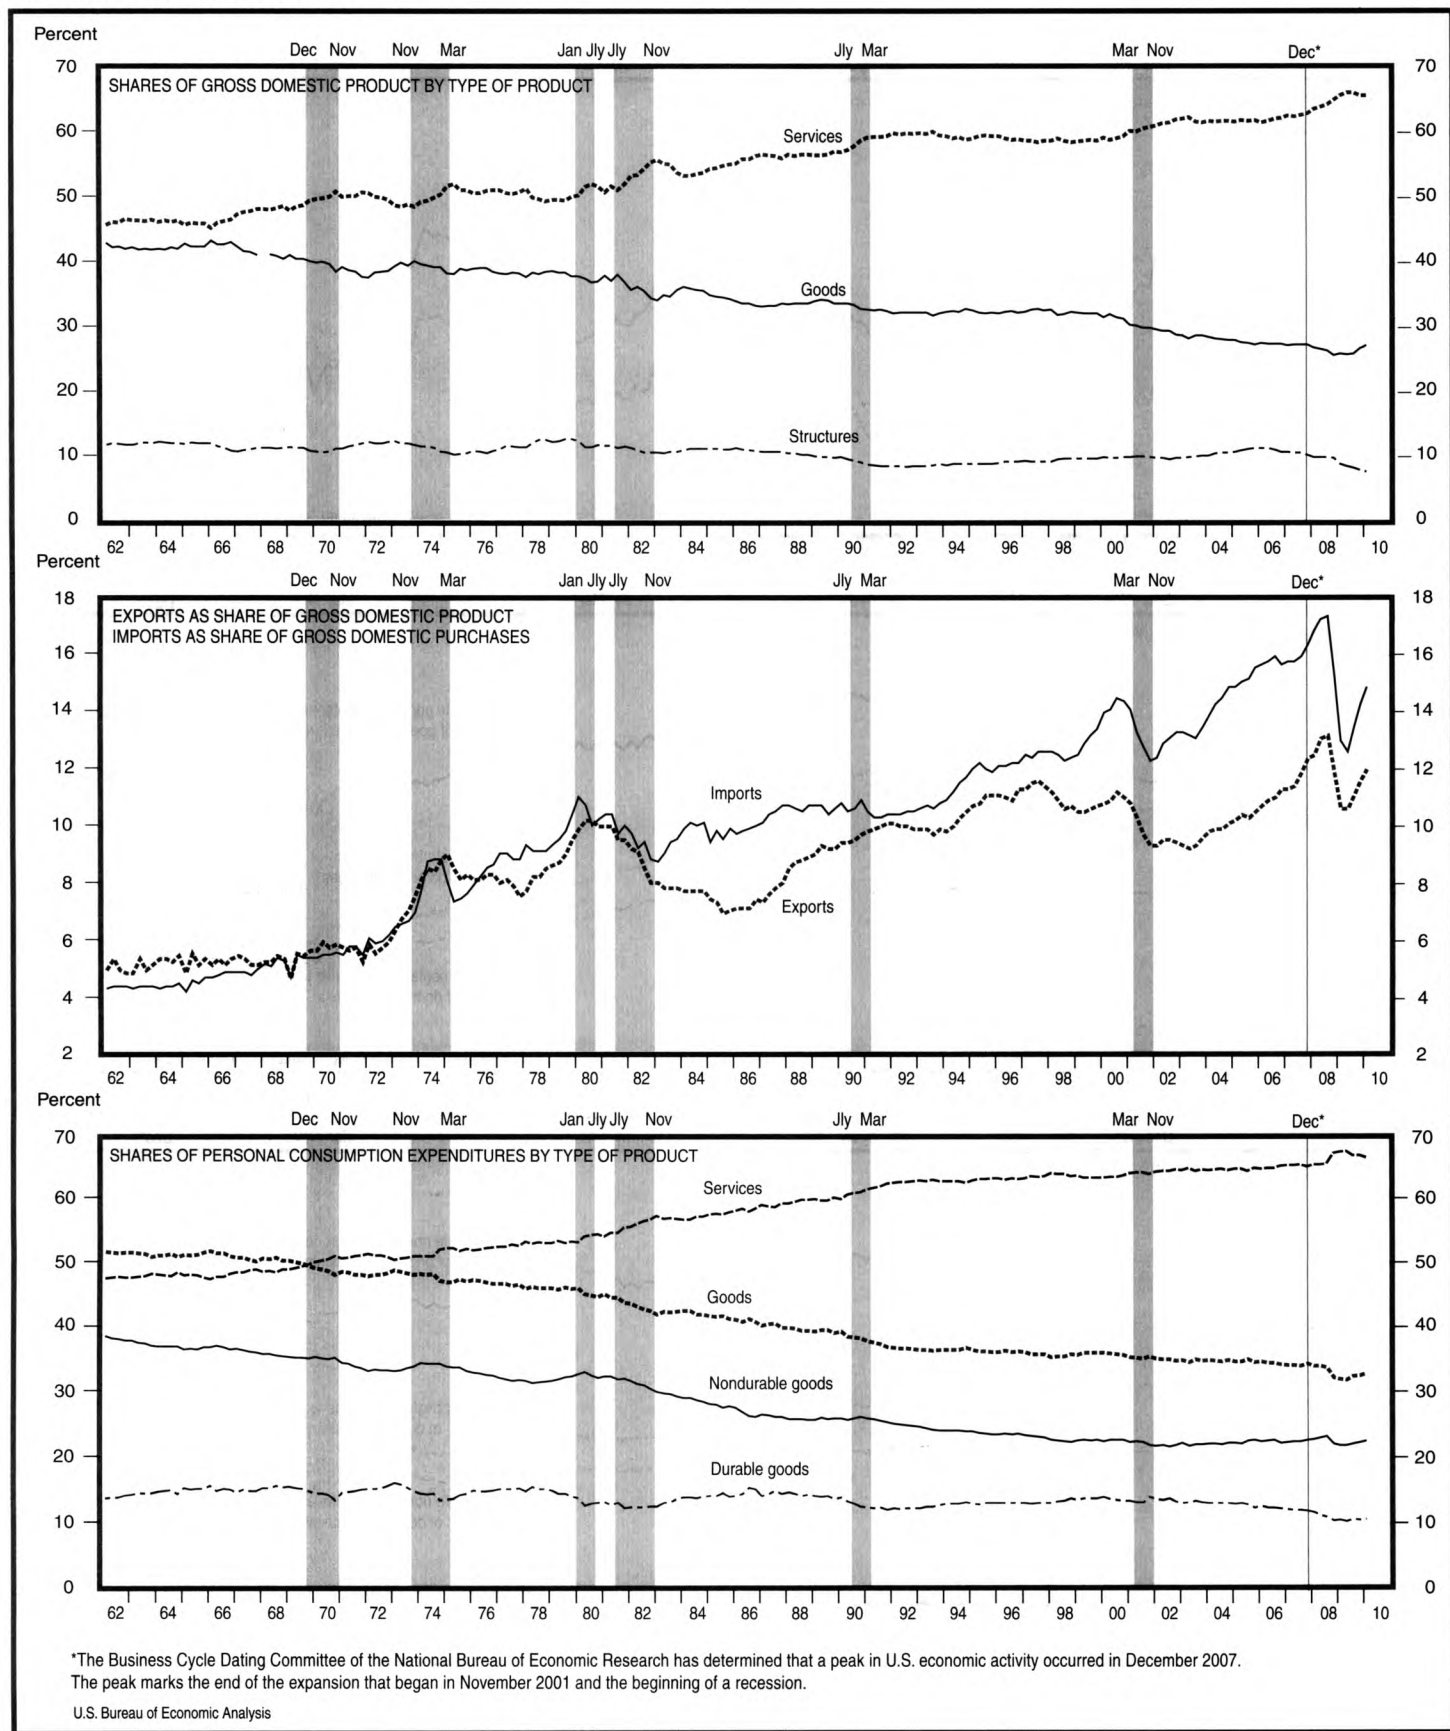 Percent
Dec Nov Nov Mar Jan Jly Jly Nov Jly Mar Mar Nov Dec*
70 70
SHARES OF GROSS DOMESTIC PRODUCT BY TYPE OF PRODUCT
60 60
Services
50 50
40 40
Goods
30 30
20 20
Structures
10 10
0 0
62 64 66 68 70 72 74 76 78 80 82 84 86 88 90 92 94 96 98 00 02 04 06 08 10
Percent
Dec Nov Nov Mar Jan Jly Jly Nov Jly Mar Mar Nov Dec*
18 18
EXPORTS AS SHARE OF GROSS DOMESTIC PRODUCT
IMPORTS AS SHARE OF GROSS DOMESTIC PURCHASES
16 16
14 14
12 12
Imports
10 10
8 8
Exports
6 6
4 4
2 2
62 64 66 68 70 72 74 76 78 80 82 84 86 88 90 92 94 96 98 00 02 04 06 08 10
Percent
Dec Nov Nov Mar Jan Jly Jly Nov Jly Mar Mar Nov Dec*
70 70
SHARES OF PERSONAL CONSUMPTION EXPENDITURES BY TYPE OF PRODUCT
Services
60 60
50 50
Goods
40 40
Nondurable goods
30 30
20 20
Durable goods
10 10
0 0
62 64 66 68 70 72 74 76 78 80 82 84 86 88 90 92 94 96 98 00 02 04 06 08 10
*The Business Cycle Dating Committee of the National Bureau of Economic Research has determined that a peak in U.S. economic activity occurred in December 2007.
The peak marks the end of the expansion that began in November 2001 and the beginning of a recession.
U.S. Bureau of Economic Analysis